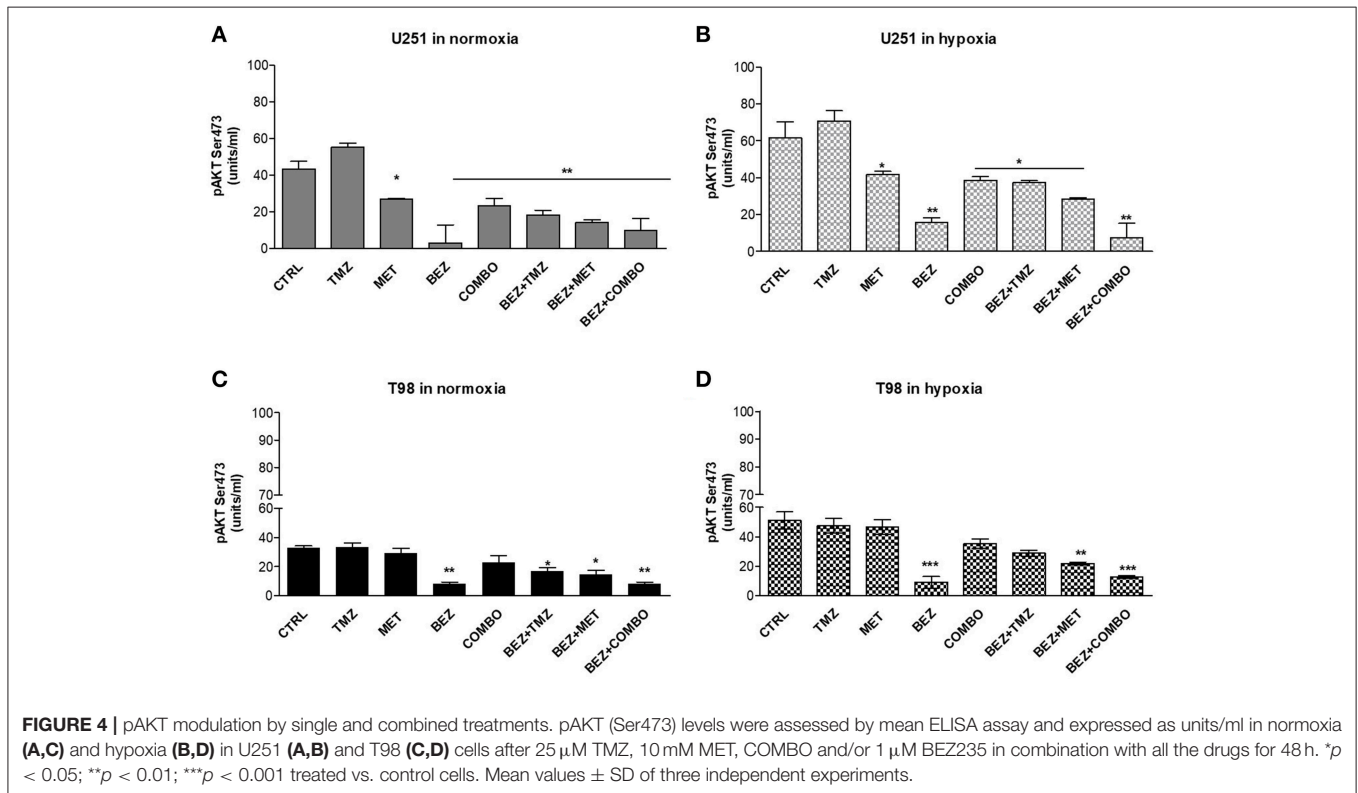 A
U251 in normoxia
pAKT Ser473
(units/ml)
100
80
60
40
20
0
*
**
CTRL
TMZ
MET
BEZ
COMBO
BEZ+TMZ
BEZ+MET
BEZ+COMBO
B
U251 in hypoxia
pAKT Ser473
(units/ml)
100
80
60
40
20
0
*
**
*
**
CTRL
TMZ
MET
BEZ
COMBO
BEZ+TMZ
BEZ+MET
BEZ+COMBO
C
T98 in normoxia
pAKT Ser473
(units/ml)
100
90
80
70
60
40
20
0
**
*
*
**
CTRL
TMZ
MET
BEZ
COMBO
BEZ+TMZ
BEZ+MET
BEZ+COMBO
D
T98 in hypoxia
pAKT Ser473
(units/ml)
100
90
80
70
60
40
20
0
***
**
***
CTRL
TMZ
MET
BEZ
COMBO
BEZ+TMZ
BEZ+MET
BEZ+COMBO
FIGURE 4 | pAKT modulation by single and combined treatments. pAKT (Ser473) levels were assessed by mean ELISA assay and expressed as units/ml in normoxia
(A,C) and hypoxia (B,D) in U251 (A,B) and T98 (C,D) cells after 25 μM TMZ, 10 mM MET, COMBO and/or 1 μM BEZ235 in combination with all the drugs for 48 h. *p
< 0.05; **p < 0.01; ***p < 0.001 treated vs. control cells. Mean values ± SD of three independent experiments.